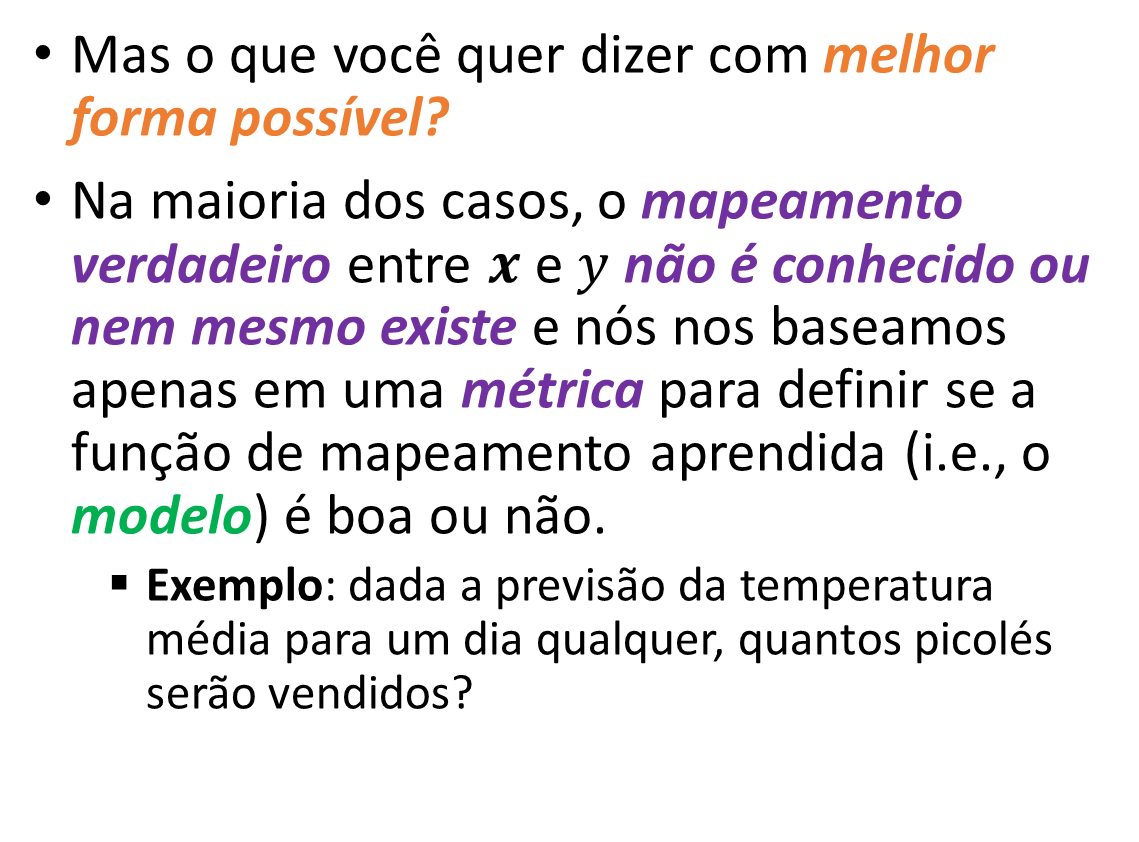 • Mas o que você quer dizer com melhor
forma possível?
• Na maioria dos casos, o mapeamento
verdadeiro entre 𝒙 e 𝑦 não é conhecido ou
nem mesmo existe e nós nos baseamos
apenas em uma métrica para definir se a
função de mapeamento aprendida (i.e., o
modelo) é boa ou não.
▪ Exemplo: dada a previsão da temperatura
média para um dia qualquer, quantos picolés
serão vendidos?